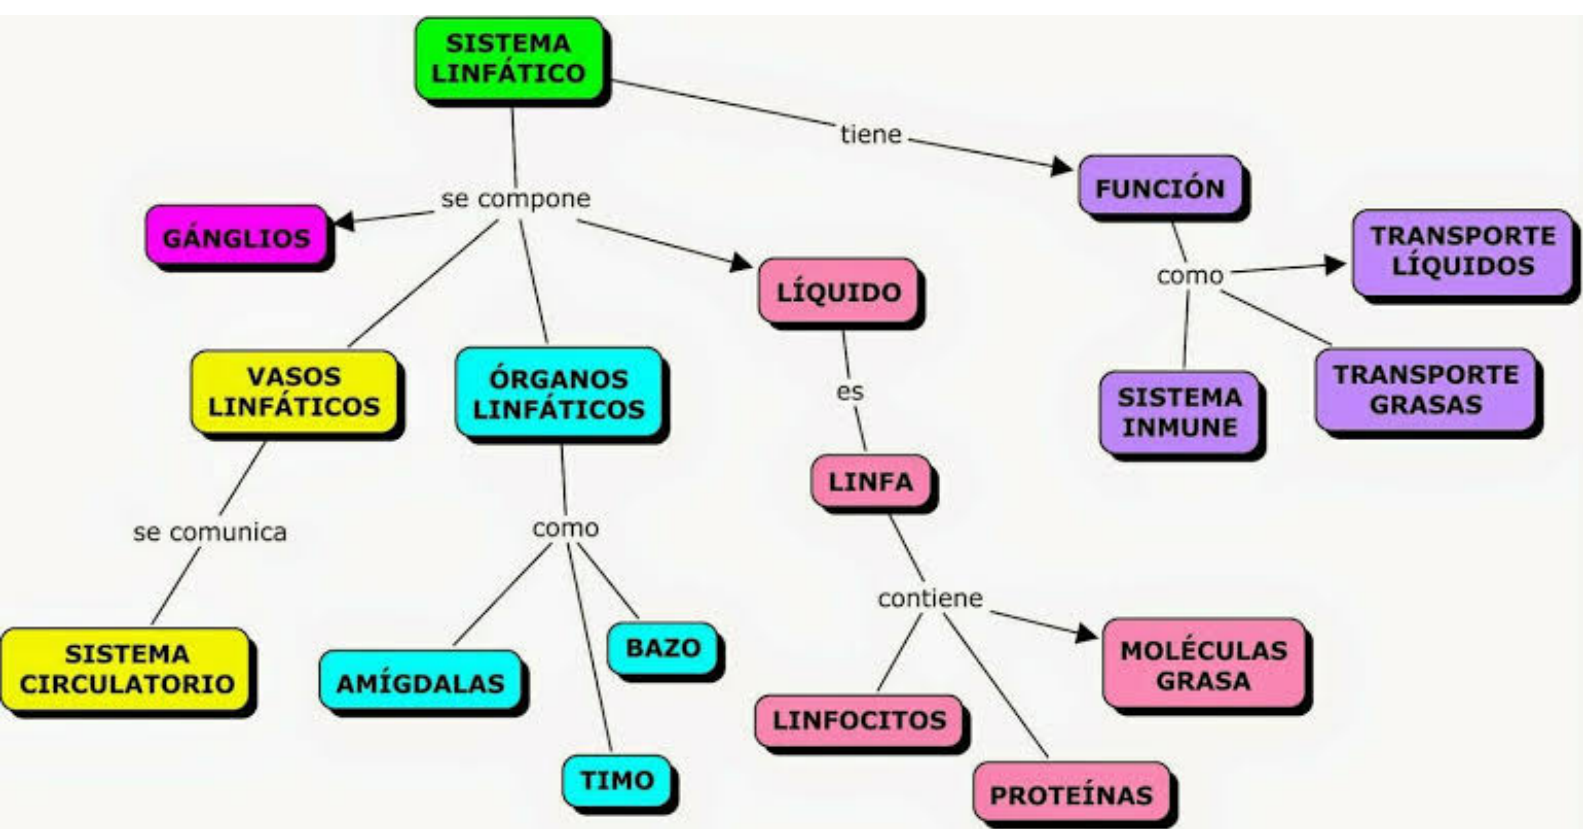 SISTEMA
LINFÁTICO
tiene
FUNCIÓN
se compone
GÁNGLIOS
TRANSPORTE
LÍQUIDOS
como
LÍQUIDO
VASOS
LINFÁTICOS
ÓRGANOS
LINFÁTICOS
es
SISTEMA
INMUNE
TRANSPORTE
GRASAS
LINFA
se comunica
como
contiene
SISTEMA
CIRCULATORIO
AMÍGDALAS
BAZO
TIMO
LINFOCITOS
PROTEÍNAS
MOLÉCULAS
GRASA